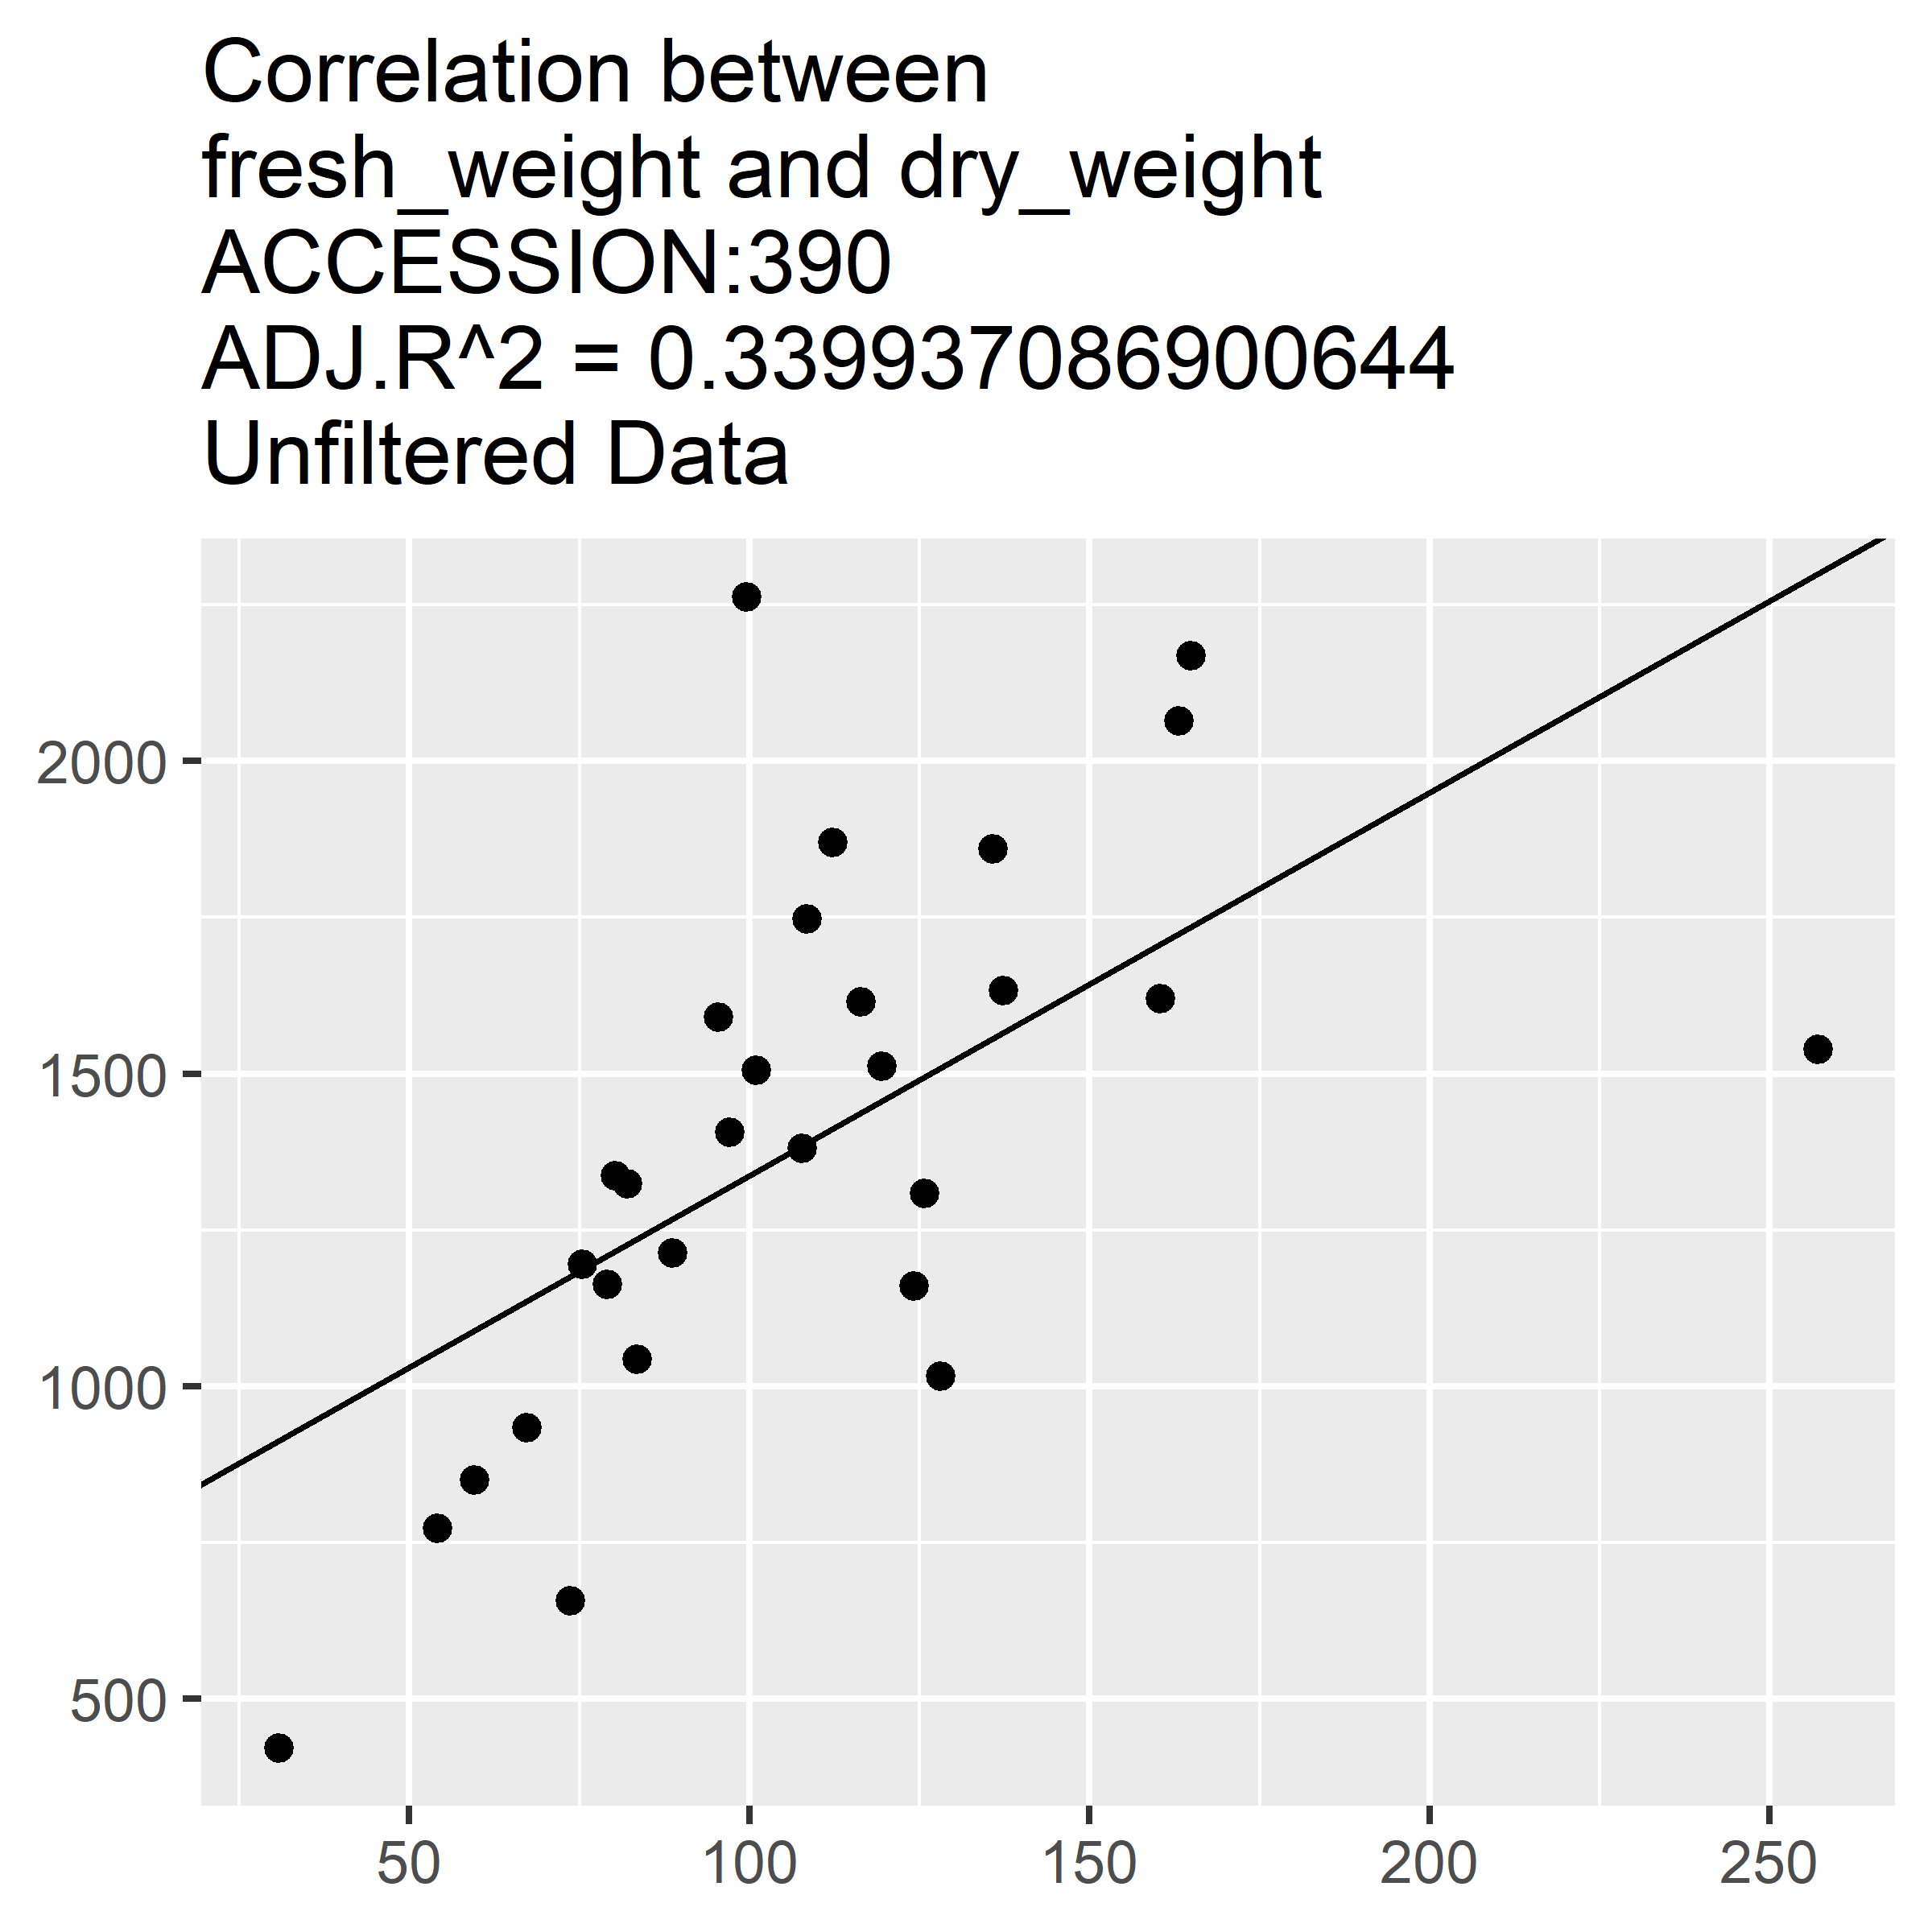 Correlation between
fresh_weight and dry_weight
ACCESSION:390
ADJ.R^2 = 0.339937086900644
Unfiltered Data
2000
1500
1000
500
50 100 150 200 250